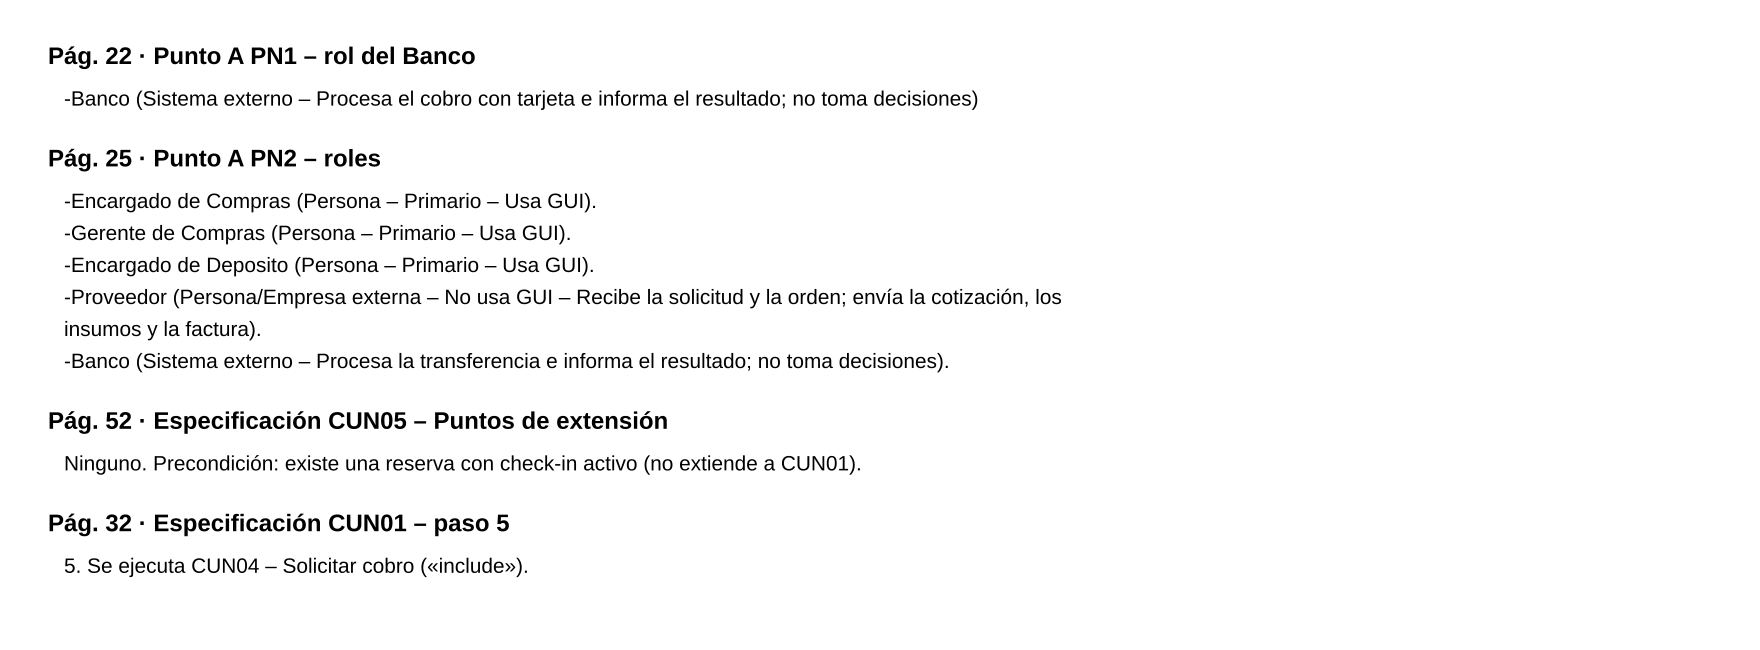 Pág. 22 · Punto A PN1 – rol del Banco
-Banco (Sistema externo – Procesa el cobro con tarjeta e informa el resultado; no toma decisiones)
Pág. 25 · Punto A PN2 – roles
-Encargado de Compras (Persona – Primario – Usa GUI).
-Gerente de Compras (Persona – Primario – Usa GUI).
-Encargado de Deposito (Persona – Primario – Usa GUI).
-Proveedor (Persona/Empresa externa – No usa GUI – Recibe la solicitud y la orden; envía la cotización, los
insumos y la factura).
-Banco (Sistema externo – Procesa la transferencia e informa el resultado; no toma decisiones).
Pág. 52 · Especificación CUN05 – Puntos de extensión
Ninguno. Precondición: existe una reserva con check-in activo (no extiende a CUN01).
Pág. 32 · Especificación CUN01 – paso 5
5. Se ejecuta CUN04 – Solicitar cobro («include»).